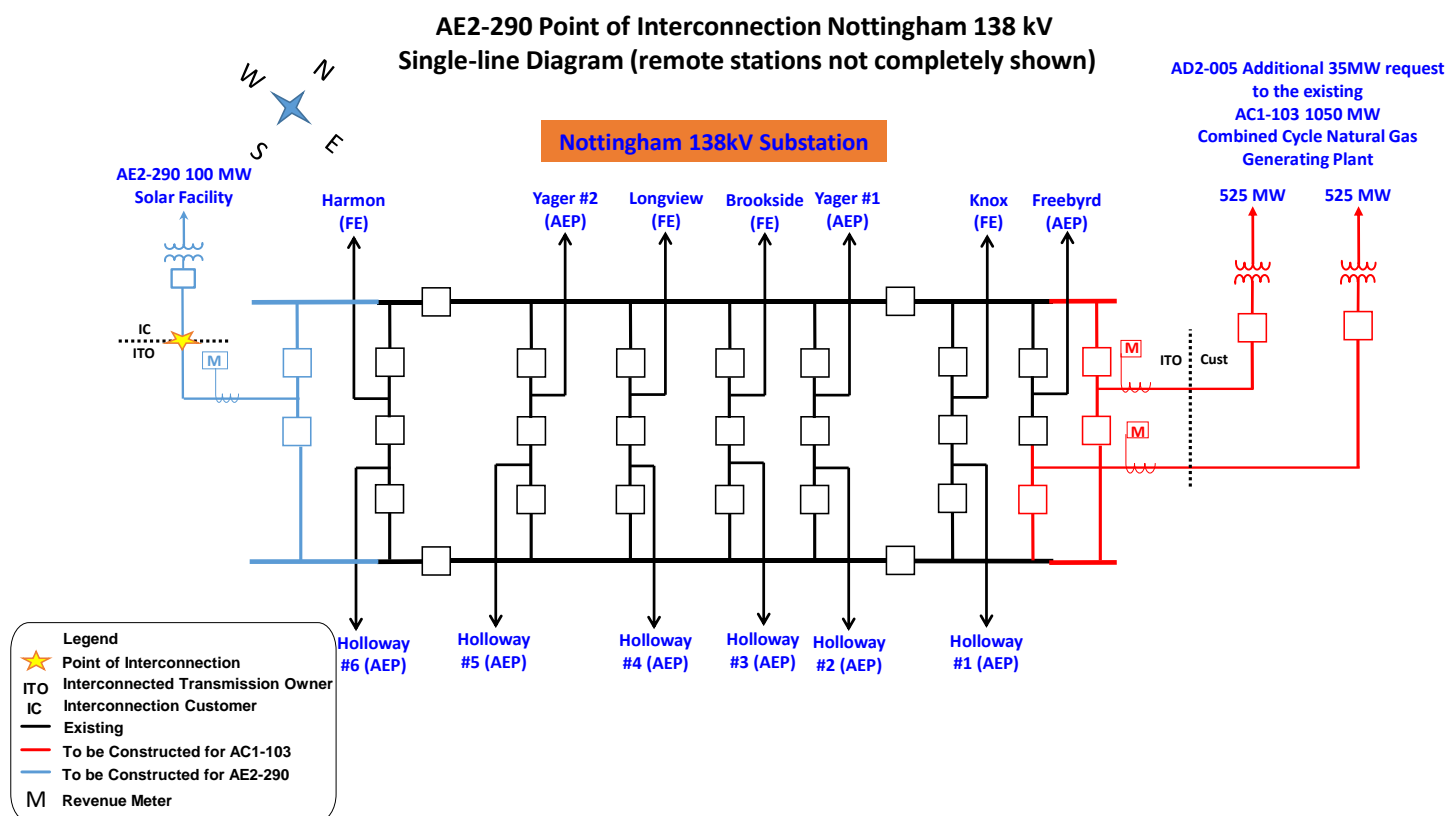 AE2-290 Point of Interconnection Nottingham 138 kV
Single-line Diagram (remote stations not completely shown)
W
N
S
E
Nottingham 138kV Substation
AD2-005 Additional 35MW request
to the existing
AC1-103 1050 MW
Combined Cycle Natural Gas
Generating Plant
525 MW
525 MW
AE2-290 100 MW
Solar Facility
Harmon
(FE)
Yager #2
(AEP)
Longview
(FE)
Brookside
(FE)
Yager #1
(AEP)
Knox
(FE)
Freebyrd
(AEP)
IC
ITO
M
M
M
ITO
Cust
Holloway
#6 (AEP)
Holloway
#5 (AEP)
Holloway
#4 (AEP)
Holloway
#3 (AEP)
Holloway
#2 (AEP)
Holloway
#1 (AEP)
Legend
Point of Interconnection
ITO Interconnected Transmission Owner
IC Interconnection Customer
Existing
To be Constructed for AC1-103
To be Constructed for AE2-290
M Revenue Meter